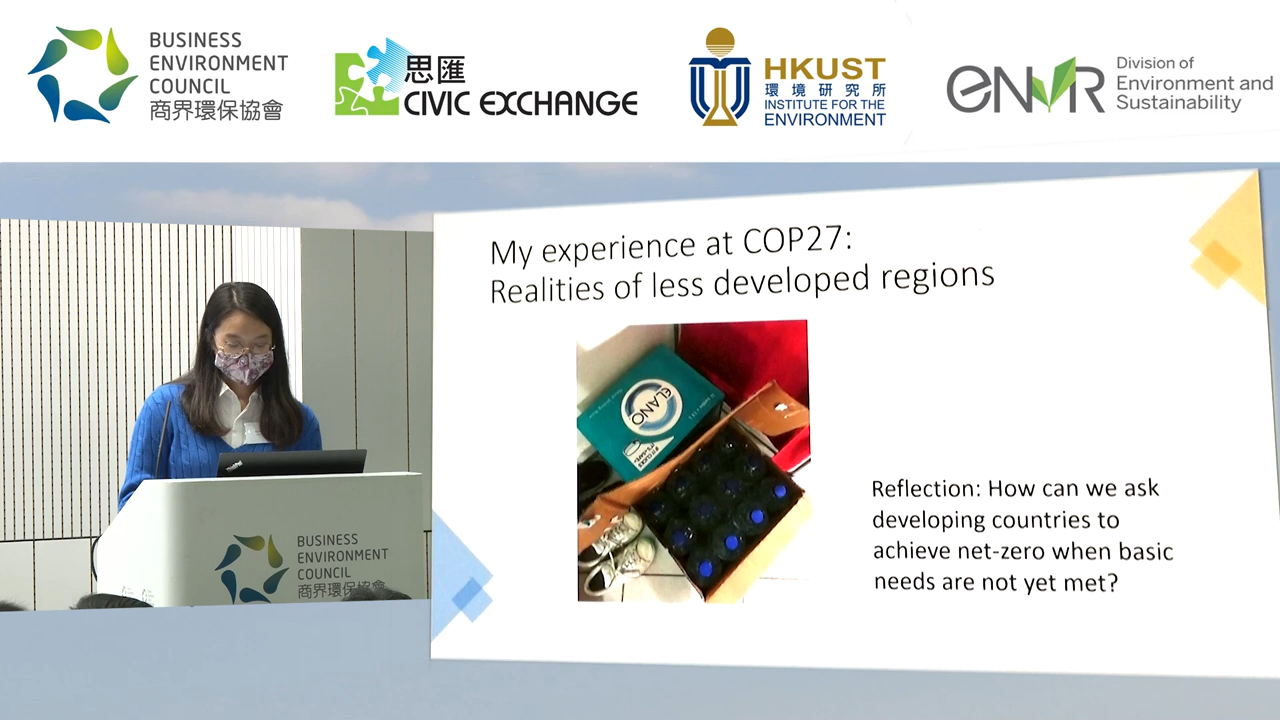 BUSINESS
ENVIRONMENT
COUNCIL
商界環保協會
思匯
CIVIC EXCHANGE
HKUST
環境研究所
INSTITUTE FOR THE
ENVIRONMENT
ENVR
Division of
Environment and
Sustainability
My experience at COP27:
Realities of less developed regions
ELANO
Reflection: How can we ask
developing countries to
achieve net-zero when basic
needs are not yet met?
ThinkPad
BUSINESS
ENVIRONMENT
COUNCIL
商界環保協會